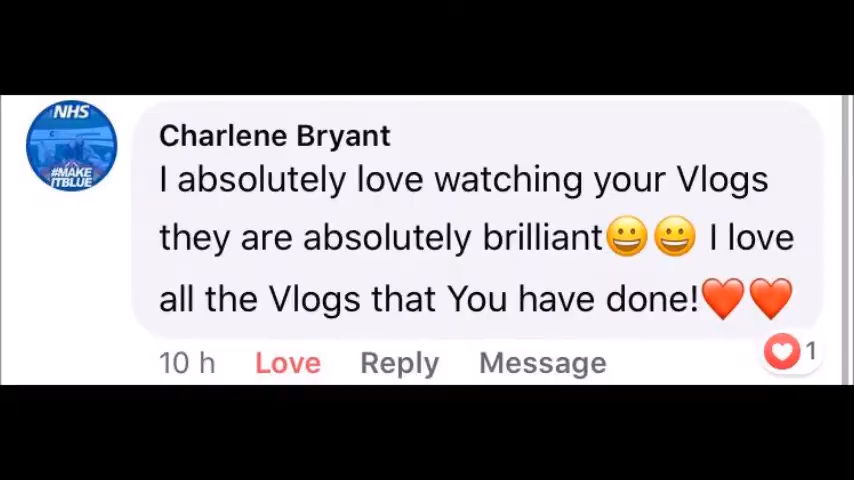 NHS
#MAKE
ITBLUE
Charlene Bryant
I absolutely love watching your Vlogs
they are absolutely brilliant😀😀 I love
all the Vlogs that You have done!❤️❤️
10 h Love Reply Message
1